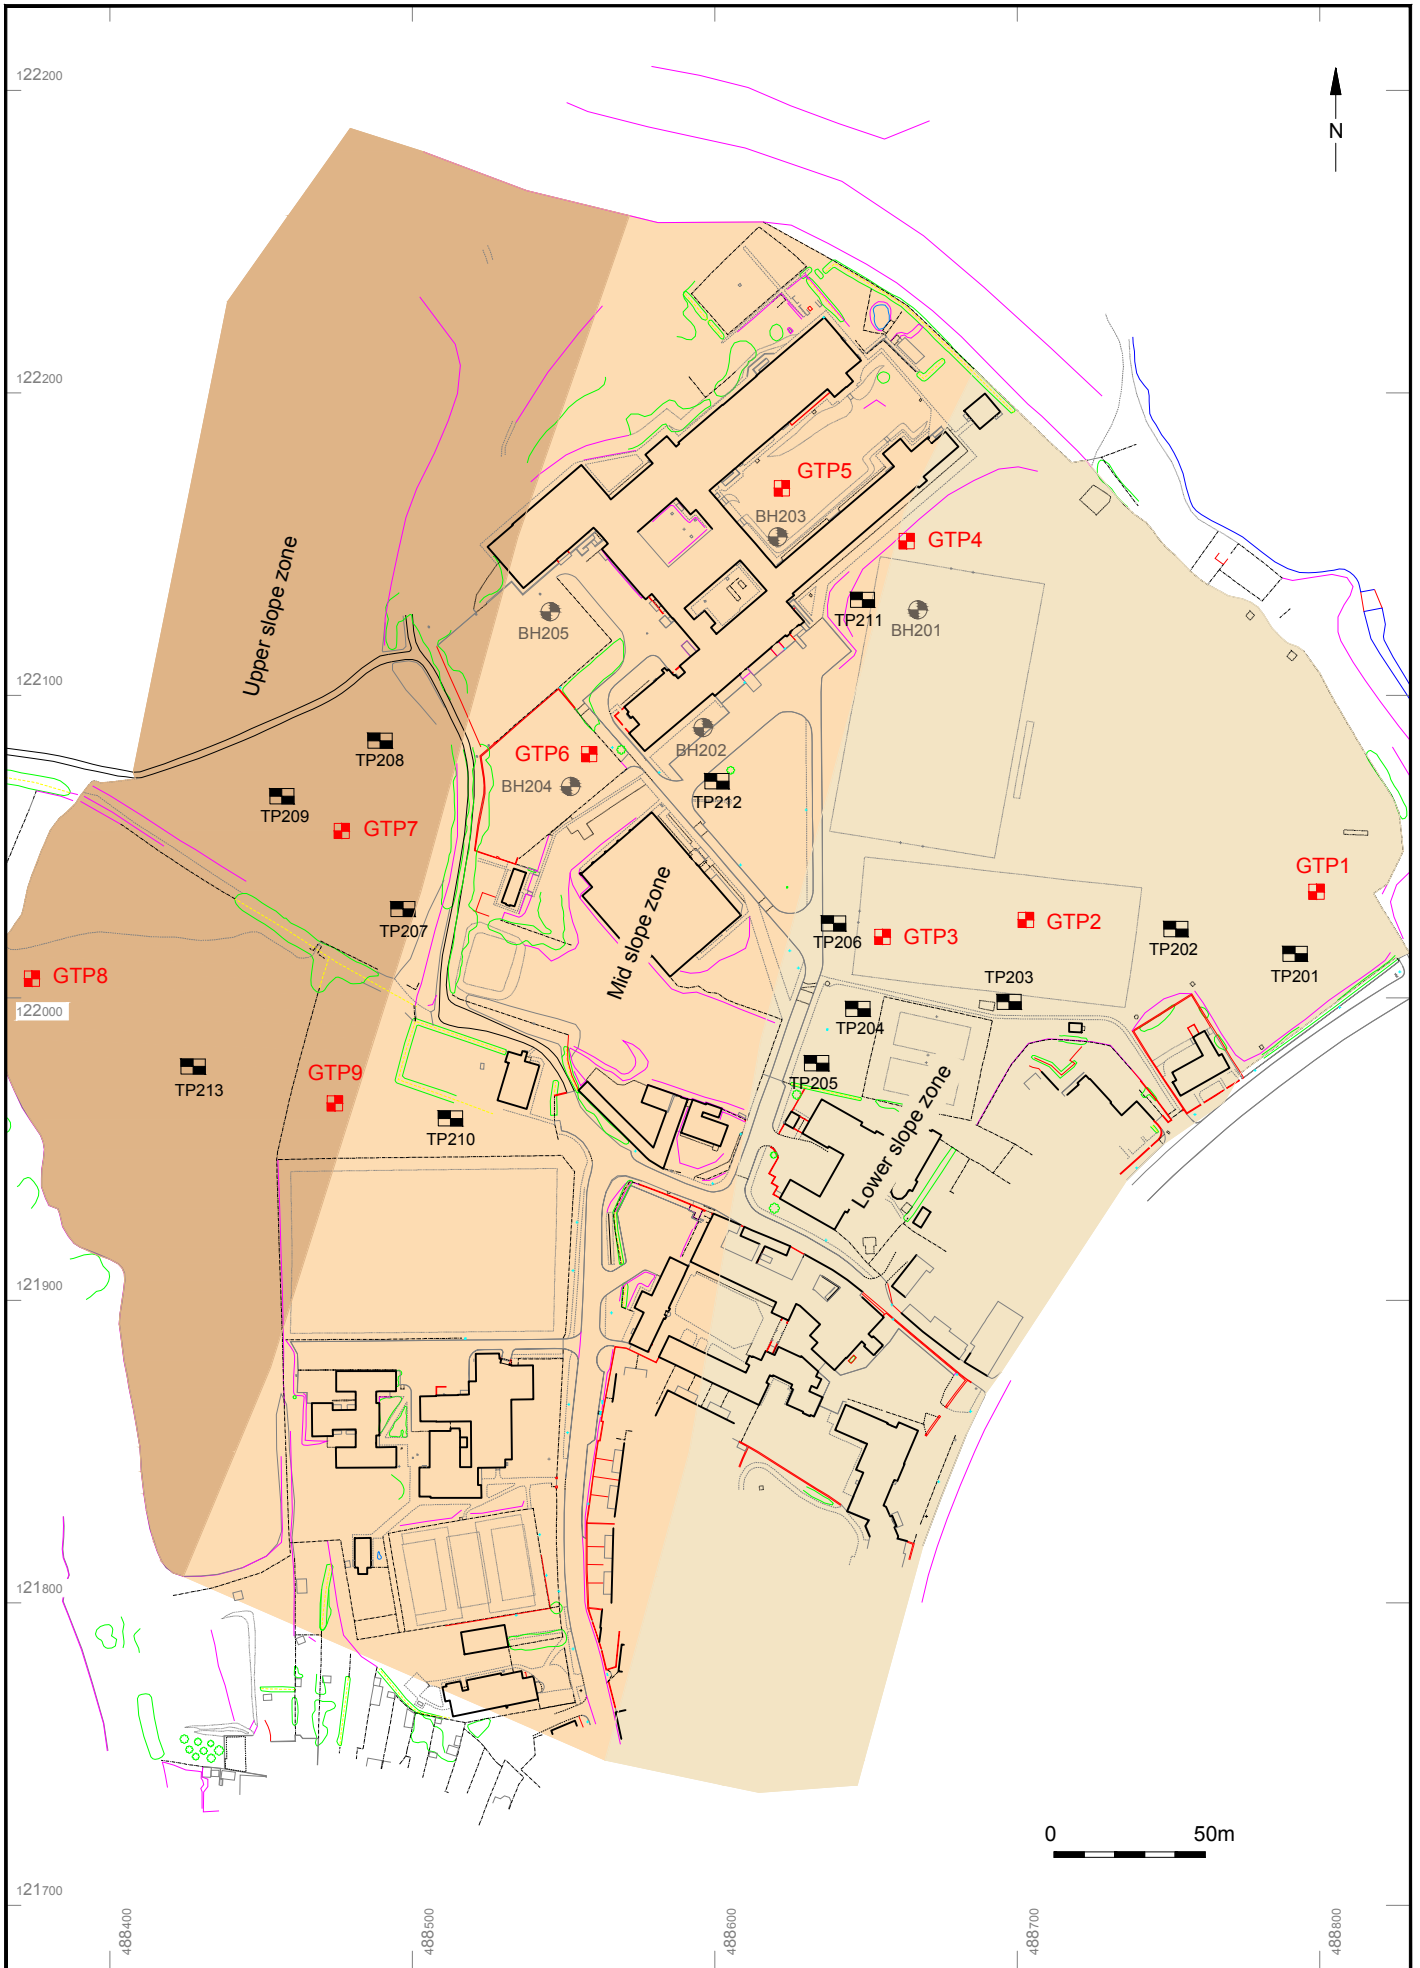 122200
N
122200
GTP5
BH203
GTP4
Upper slope zone
TP211
BH205
BH201
122100
TP208
GTP6
BH202
BH204
TP212
TP209
GTP7
GTP1
Mid slope zone
TP207
TP206
GTP3
GTP2
TP202
TP201
GTP8
TP203
122000
TP204
TP213
GTP9
TP205
TP210
Lower slope zone
121900
121800
0 50m
121700
488400
488500
488600
488700
488800